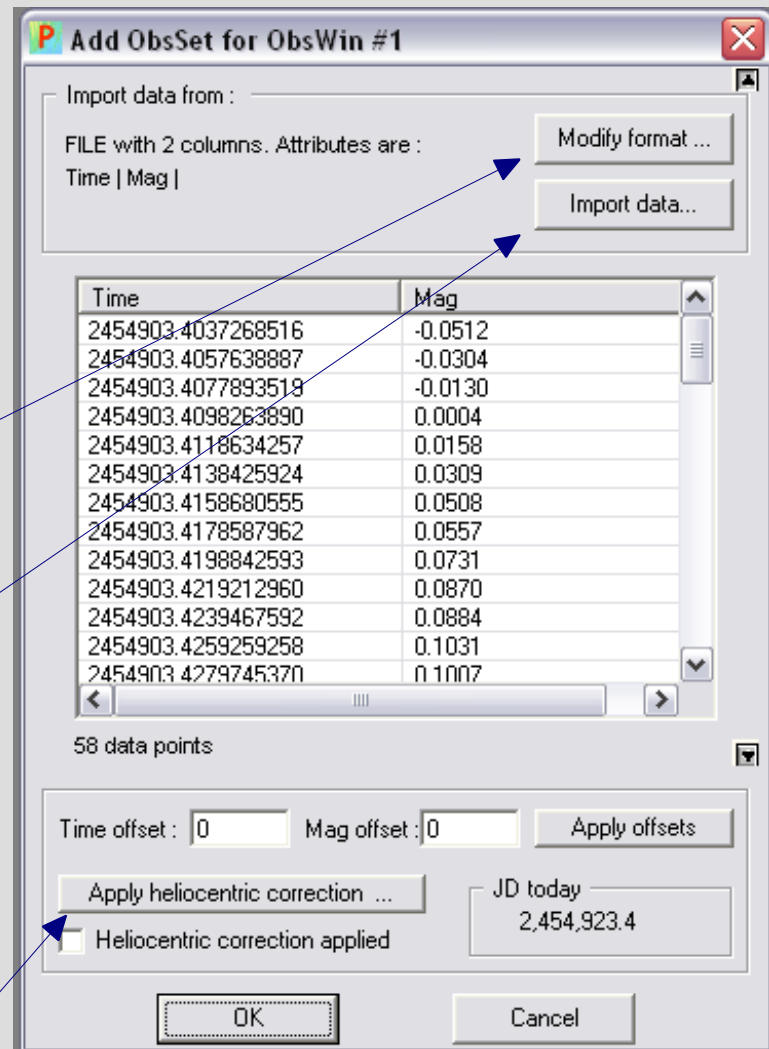 P Add ObsSet for ObsWin #1
Import data from :
FILE with 2 columns. Attributes are :
Time | Mag |
Modify format ...
Import data...
Time Mag
2454903.4037268516 -0.0512
2454903.4057638887 -0.0304
2454903.4077893519 -0.0130
2454903.4098263890 0.0004
2454903.4118634257 0.0158
2454903.4138425924 0.0309
2454903.4158680555 0.0508
2454903.4178587962 0.0557
2454903.4198842593 0.0731
2454903.4219212960 0.0870
2454903.4239467592 0.0884
2454903.4259259258 0.1031
2454903.4279745370 0.1007
58 data points
Time offset : 0 Mag offset : 0 Apply offsets
Apply heliocentric correction ...
Heliocentric correction applied
JD today
2,454,923.4
OK Cancel